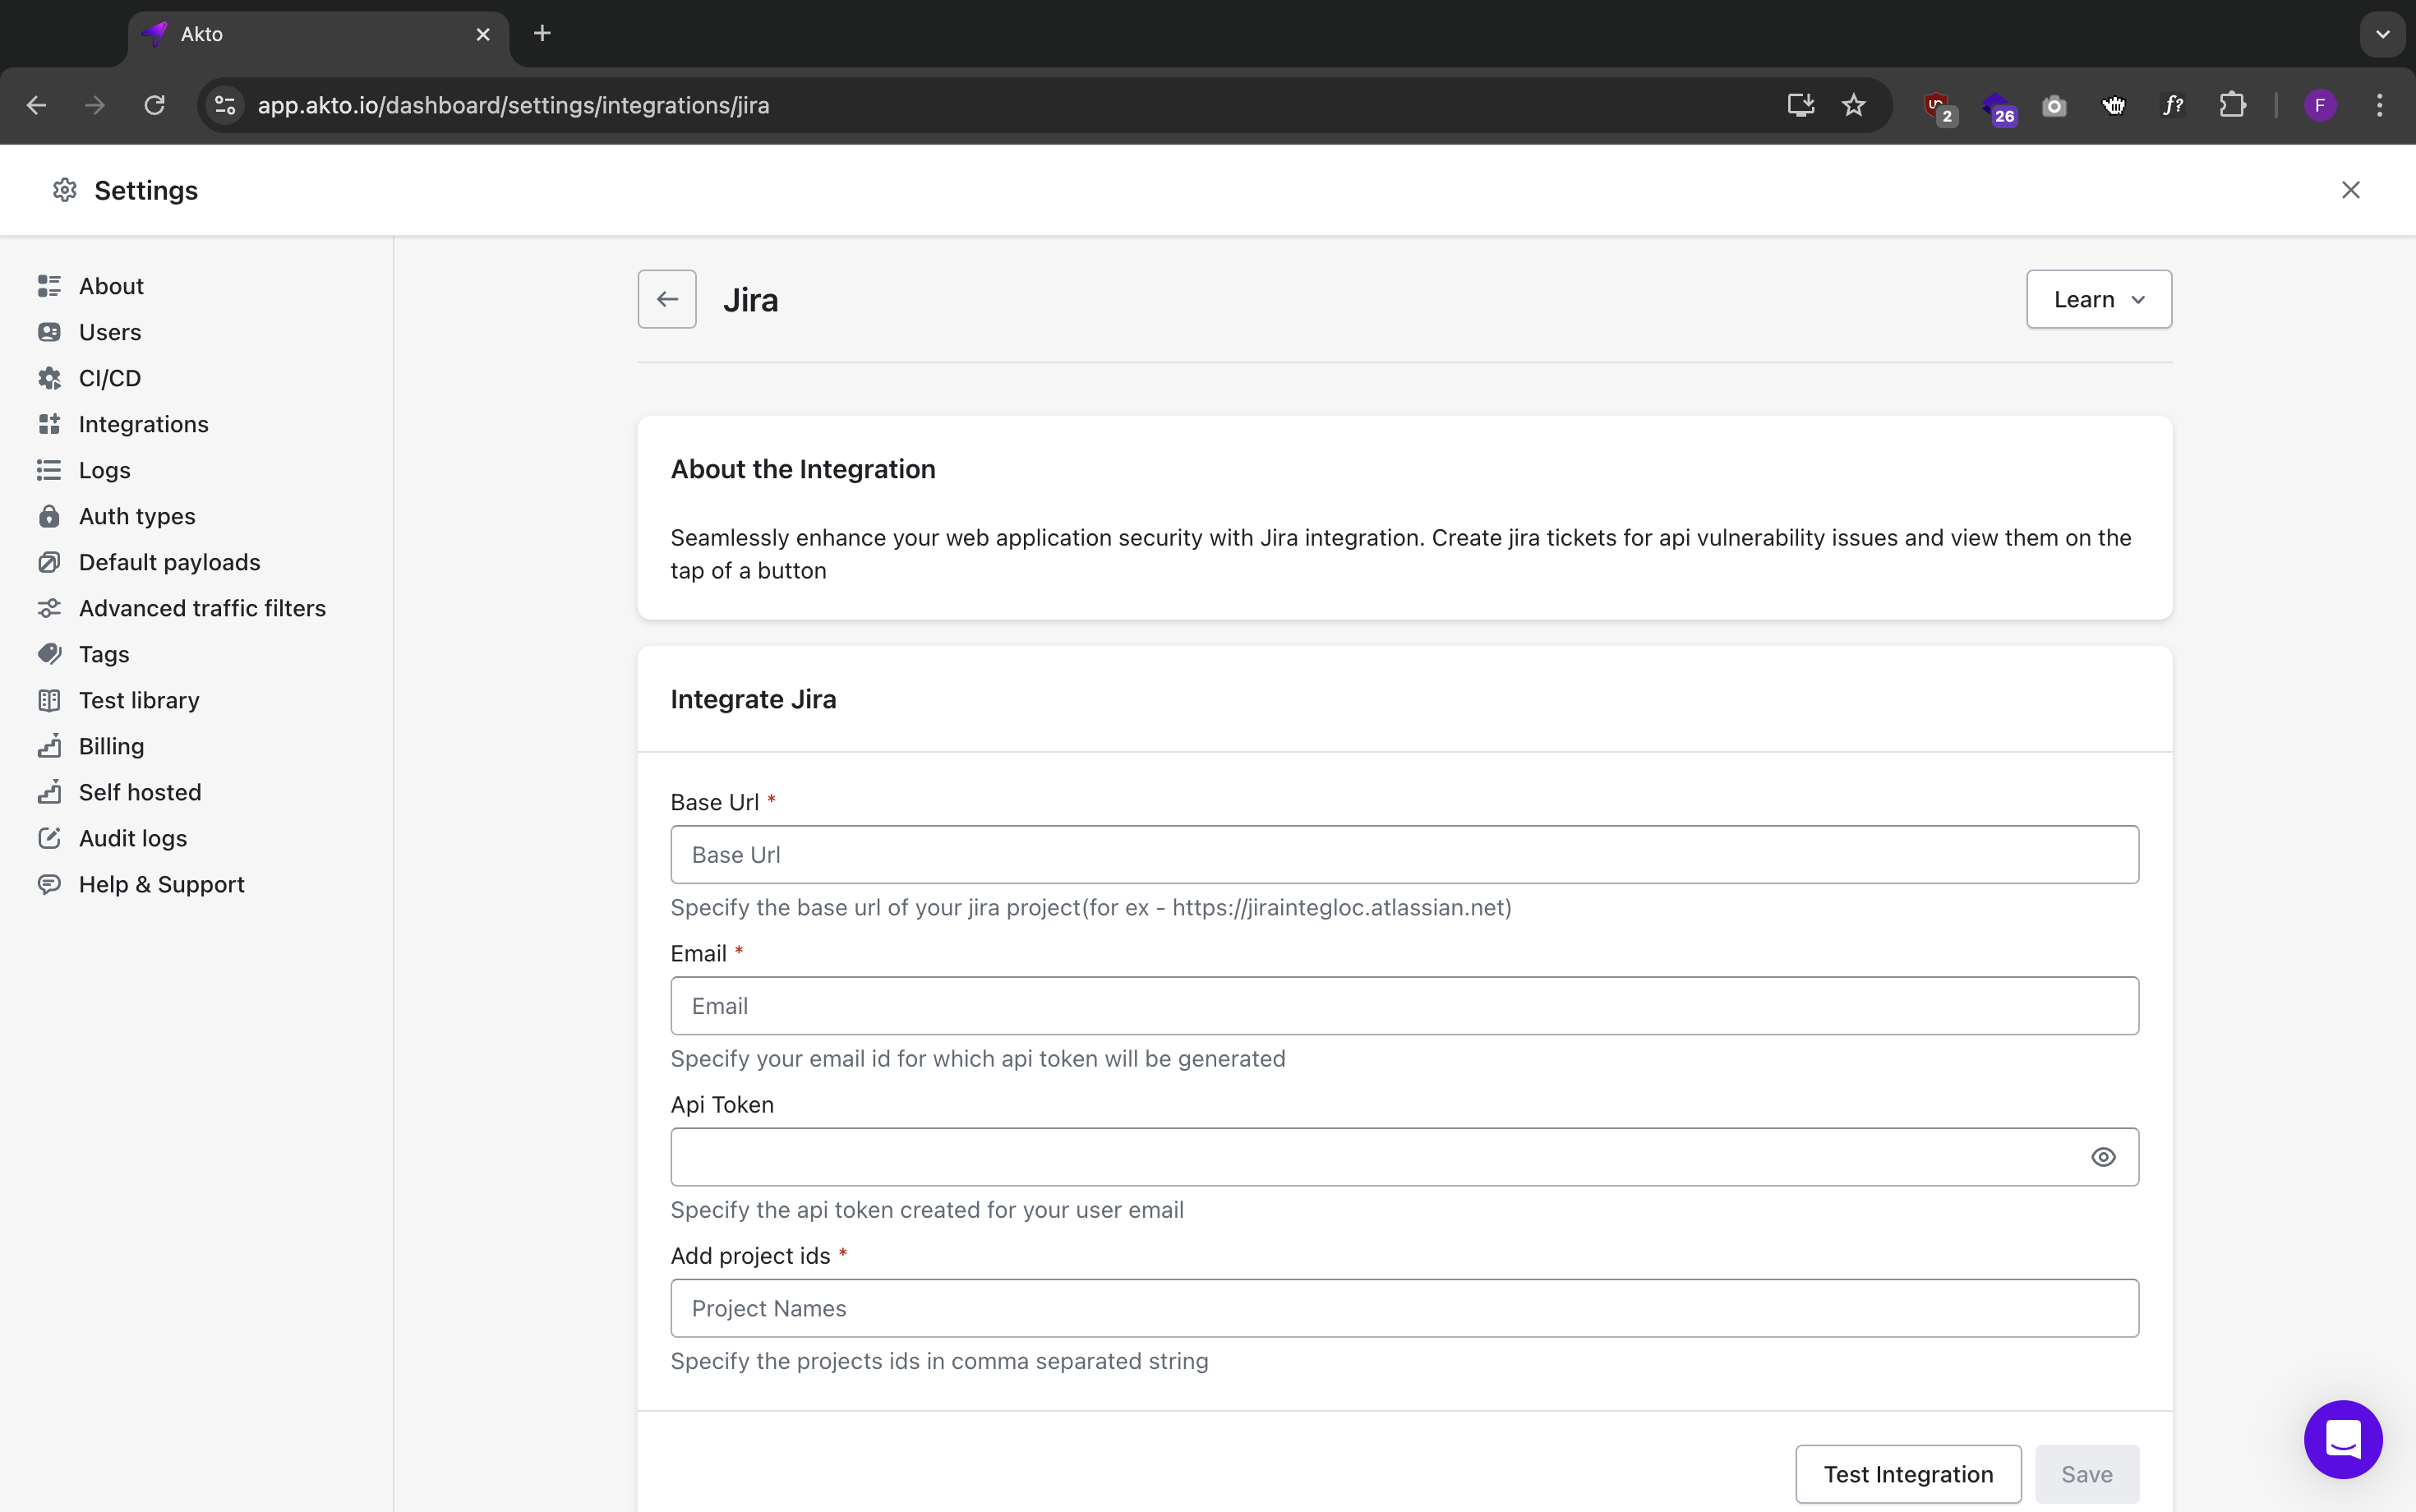 Akto
app.akto.io/dashboard/settings/integrations/jira
2
26
f?
F
Settings
About
Users
CI/CD
Integrations
Logs
Auth types
Default payloads
Advanced traffic filters
Tags
Test library
Billing
Self hosted
Audit logs
Help & Support
Jira
Learn
About the Integration
Seamlessly enhance your web application security with Jira integration. Create jira tickets for api vulnerability issues and view them on the
tap of a button
Integrate Jira
Base Url *
Base Url
Specify the base url of your jira project(for ex - https://jiraintegloc.atlassian.net)
Email *
Email
Specify your email id for which api token will be generated
Api Token
Specify the api token created for your user email
Add project ids *
Project Names
Specify the projects ids in comma separated string
Test Integration
Save